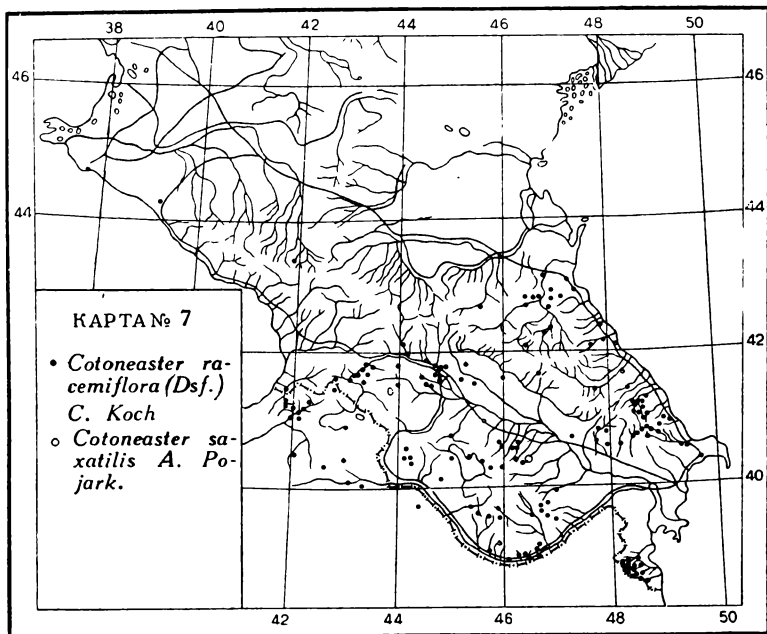 38 40 42 44 46 48 50
46 46
44 44
42 42
40 40
КАРТА № 7
• Cotoneaster ra-
cemiflora (Dsf.)
C. Koch
○ Cotoneaster sa-
xatilis A. Po-
jark.
42 44 46 48 50